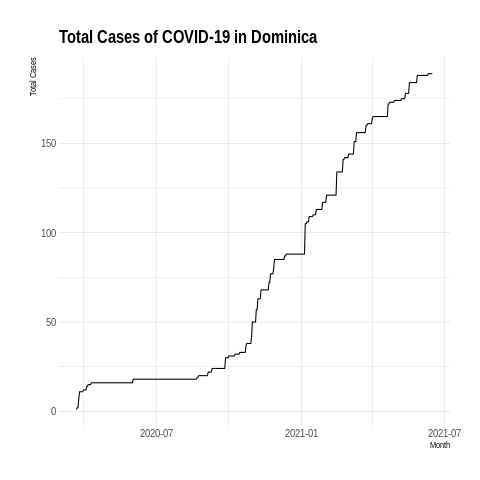 Total Cases of COVID-19 in Dominica
Total Cases
150
100
50
0
2020-07
2021-01
2021-07
Month